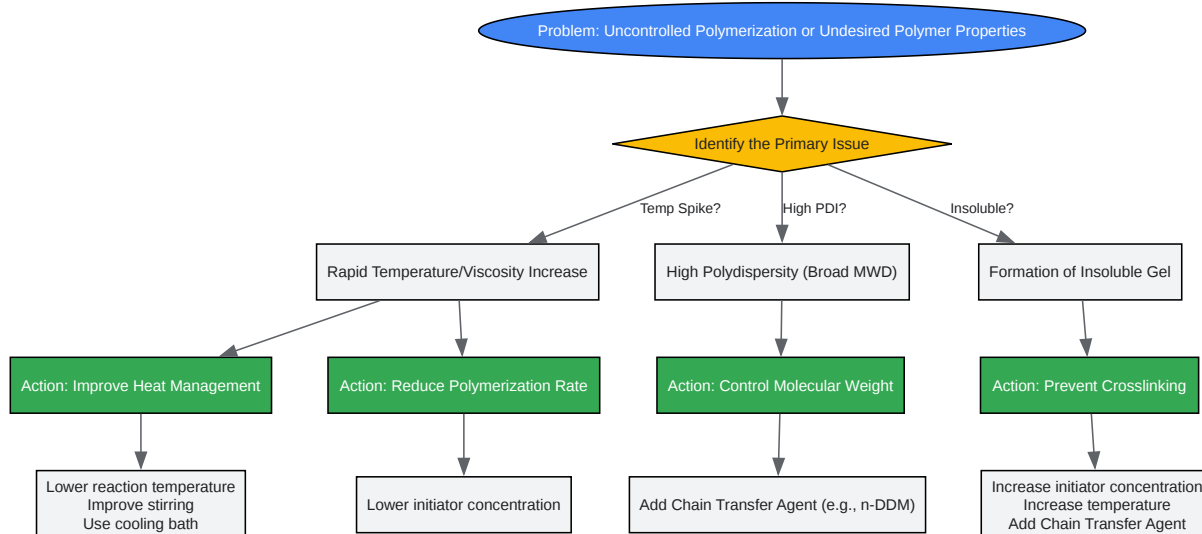 Problem: Uncontrolled Polymerization or Undesired Polymer Properties
Identify the Primary Issue
Temp Spike?
High PDI?
Insoluble?
Rapid Temperature/Viscosity Increase
High Polydispersity (Broad MWD)
Formation of Insoluble Gel
Action: Improve Heat Management
Action: Reduce Polymerization Rate
Action: Control Molecular Weight
Action: Prevent Crosslinking
Lower reaction temperature
Improve stirring
Use cooling bath
Lower initiator concentration
Add Chain Transfer Agent (e.g., n-DDM)
Increase initiator concentration
Increase temperature
Add Chain Transfer Agent